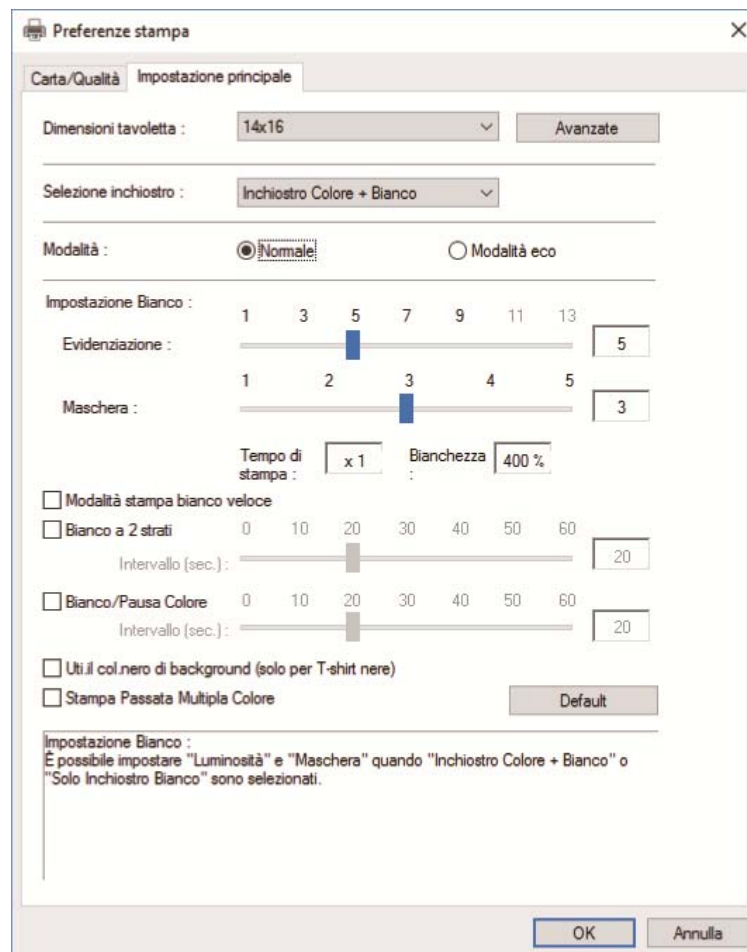 Preferenze stampa
Carta/Qualità Impostazione principale
Dimensioni tavoletta : 14x16 Avanzate
Selezione inchiostro : Inchiostro Colore + Bianco
Modalità : Normale Modalità eco
Impostazione Bianco :
1 3 5 7 9 11 13
Evidenziazione : 5
1 2 3 4 5
Maschera : 3
Tempo di stampa : x 1 Bianchezza : 400 %
Modalità stampa bianco veloce
Bianco a 2 strati 0 10 20 30 40 50 60
Intervallo (sec.) : 20
Bianco/Pausa Colore 0 10 20 30 40 50 60
Intervallo (sec.) : 20
Uti.il col.nero di background (solo per T-shirt nere)
Stampa Passata Multipla Colore Default
Impostazione Bianco :
È possibile impostare "Luminosità" e "Maschera" quando "Inchiostro Colore + Bianco" o
"Solo Inchiostro Bianco" sono selezionati.
OK Annulla